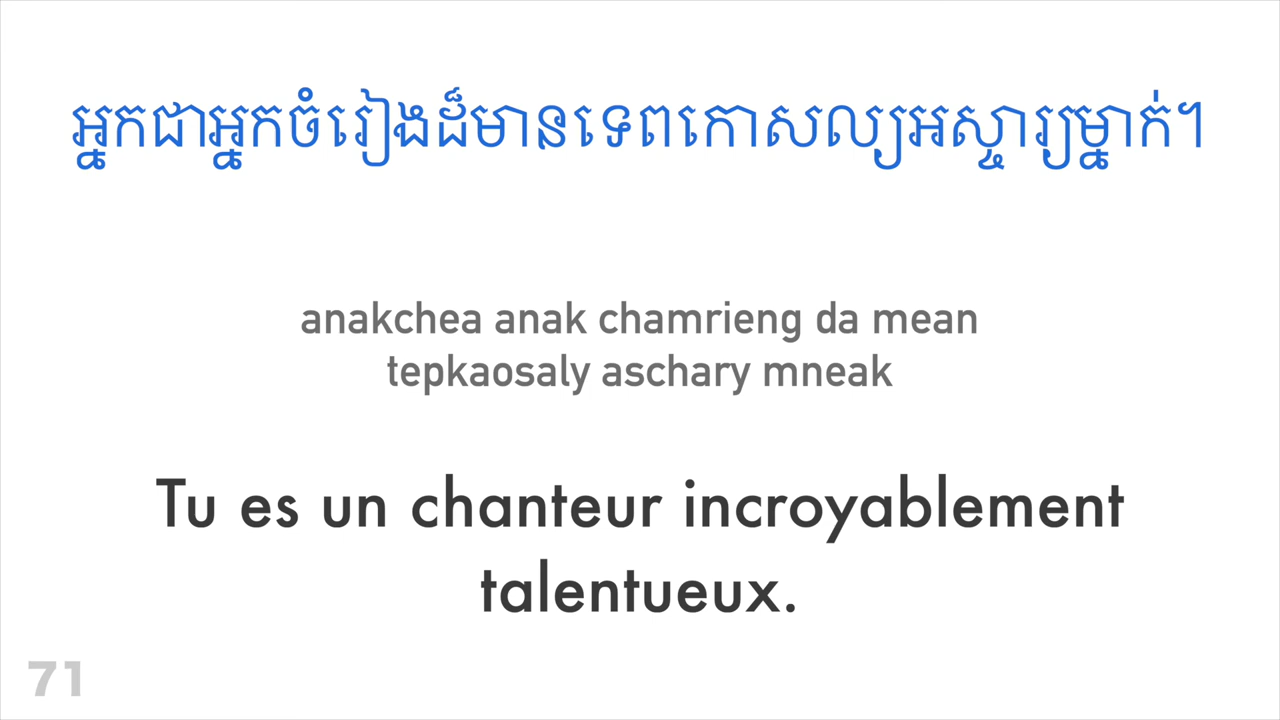 អ្នកជាអ្នកចំរៀងដ៏មានទេពកោសល្យអស្ចារ្យម្នាក់។
anakchea anak chamrieng da mean
tepkaosaly aschary mneak
Tu es un chanteur incroyablement
talentueux.
71